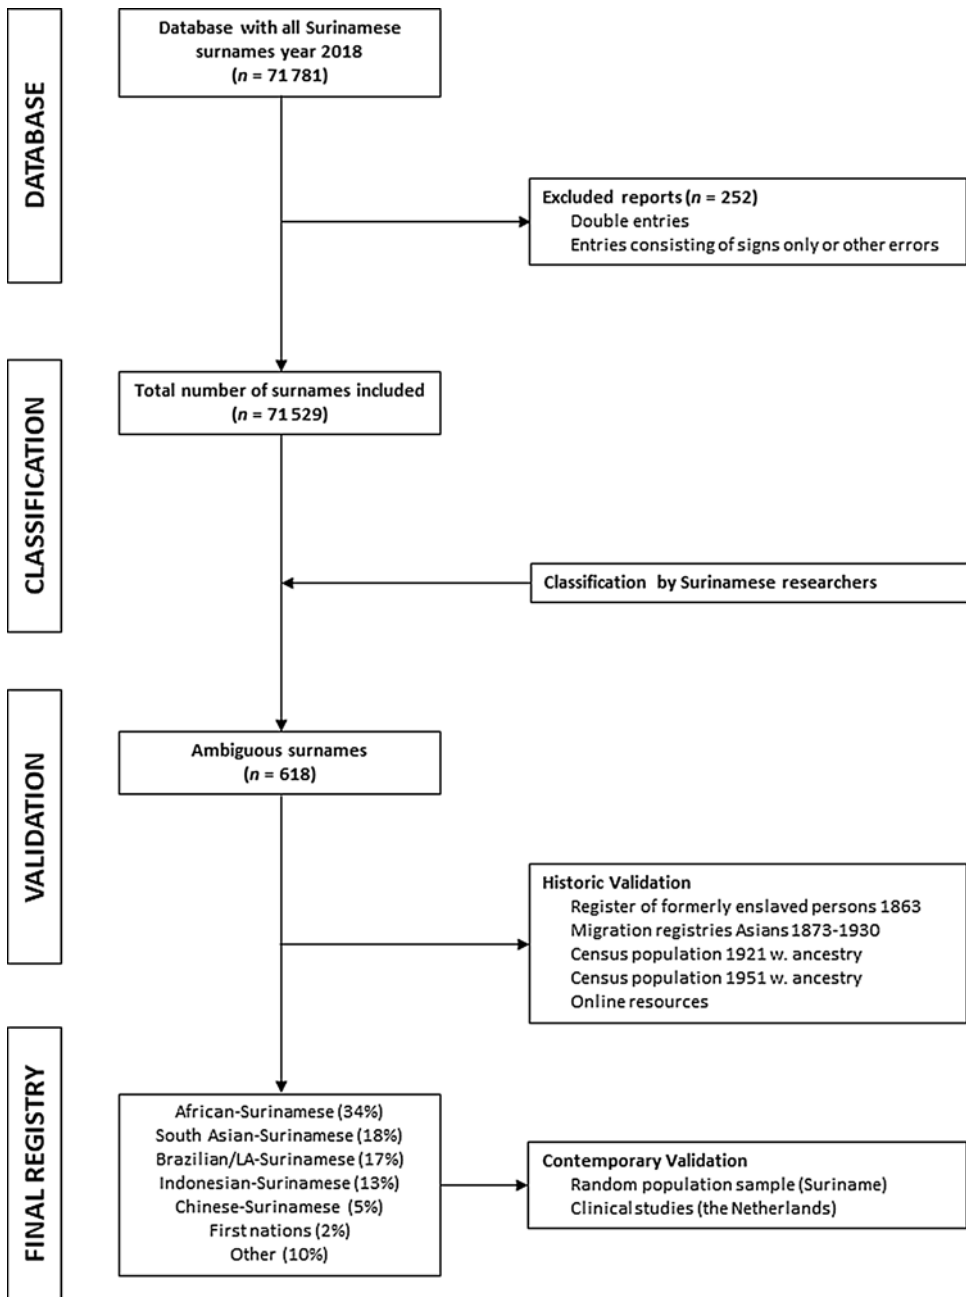 DATABASE
Database with all Surinamese
surnames year 2018
(n = 71 781)
Excluded reports (n = 252)
Double entries
Entries consisting of signs only or other errors
CLASSIFICATION
Total number of surnames included
(n = 71 529)
Classification by Surinamese researchers
VALIDATION
Ambiguous surnames
(n = 618)
Historic Validation
Register of formerly enslaved persons 1863
Migration registries Asians 1873-1930
Census population 1921 w. ancestry
Census population 1951 w. ancestry
Online resources
FINAL REGISTRY
African-Surinamese (34%)
South Asian-Surinamese (18%)
Brazilian/LA-Surinamese (17%)
Indonesian-Surinamese (13%)
Chinese-Surinamese (5%)
First nations (2%)
Other (10%)
Contemporary Validation
Random population sample (Suriname)
Clinical studies (the Netherlands)